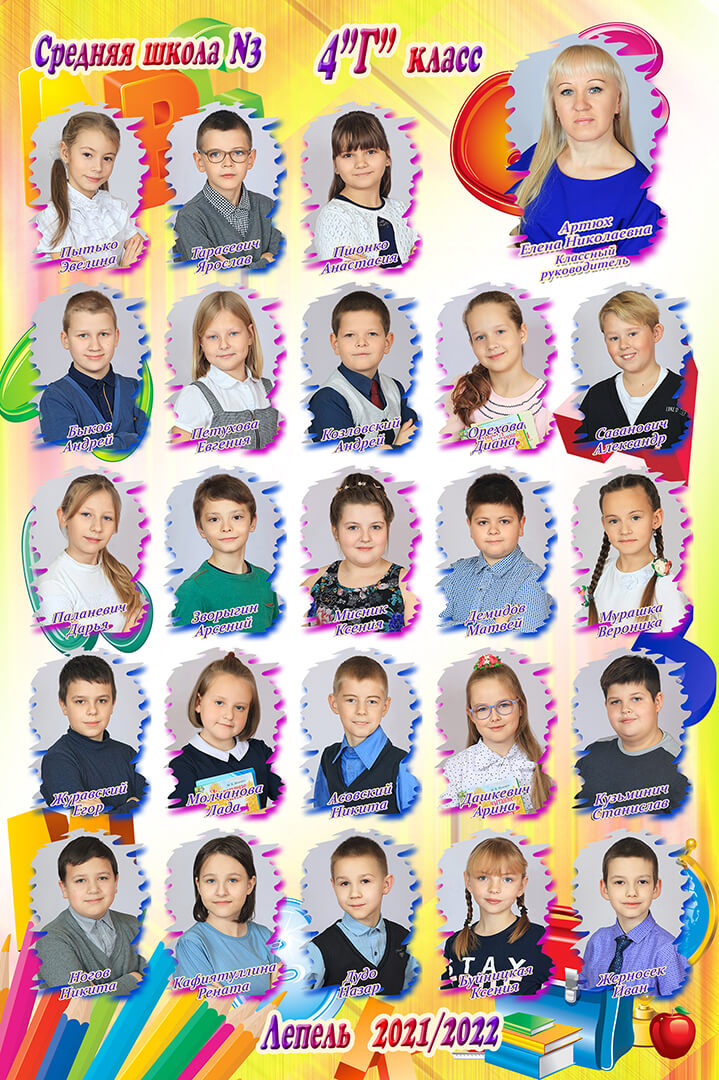 Средняя школа N3
4"Г" класс
Пытько
Эвелина
Тарасевич
Ярослав
Пшонко
Анастасия
Артюх
Елена Николаевна
Классный
руководитель
Быков
Андрей
Петухова
Евгения
Козловский
Андрей
Орехова
Диана
Саванович
Александр
Паланевич
Дарья
Зворыгин
Арсений
Мисник
Ксения
Демидов
Матвей
Мурашка
Вероника
Журавский
Егор
Молчанова
Лада
Асовский
Никита
Дашкевич
Арина
Кузьминич
Станислав
Ногов
Никита
Кафиятуллина
Рената
Дудо
Назар
STAY
Буйницкая
Ксения
Жерносек
Иван
Лепель 2021/2022